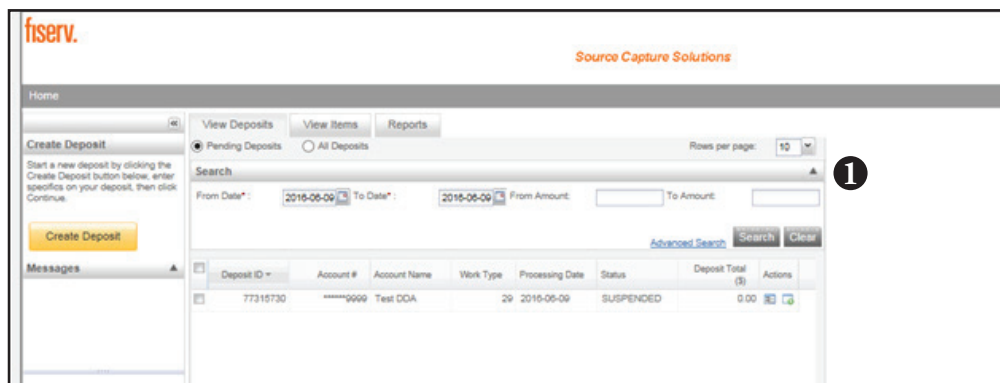 fiserv.
Source Capture Solutions
Home
View Deposits View Items Reports
Create Deposit
Pending Deposits All Deposits Rows per page: 10
Start a new deposit by clicking the
Create Deposit button below, enter
specifics on your deposit, then click
Continue.
Search
From Date* : 2016-06-09 To Date* : 2016-06-09 From Amount: To Amount:
Create Deposit
Advanced Search Search Clear
Messages
Deposit ID Account # Account Name Work Type Processing Date Status Deposit Total ($) Actions
77315730 ******9999 Test DDA 29 2016-06-09 SUSPENDED 0.00
1